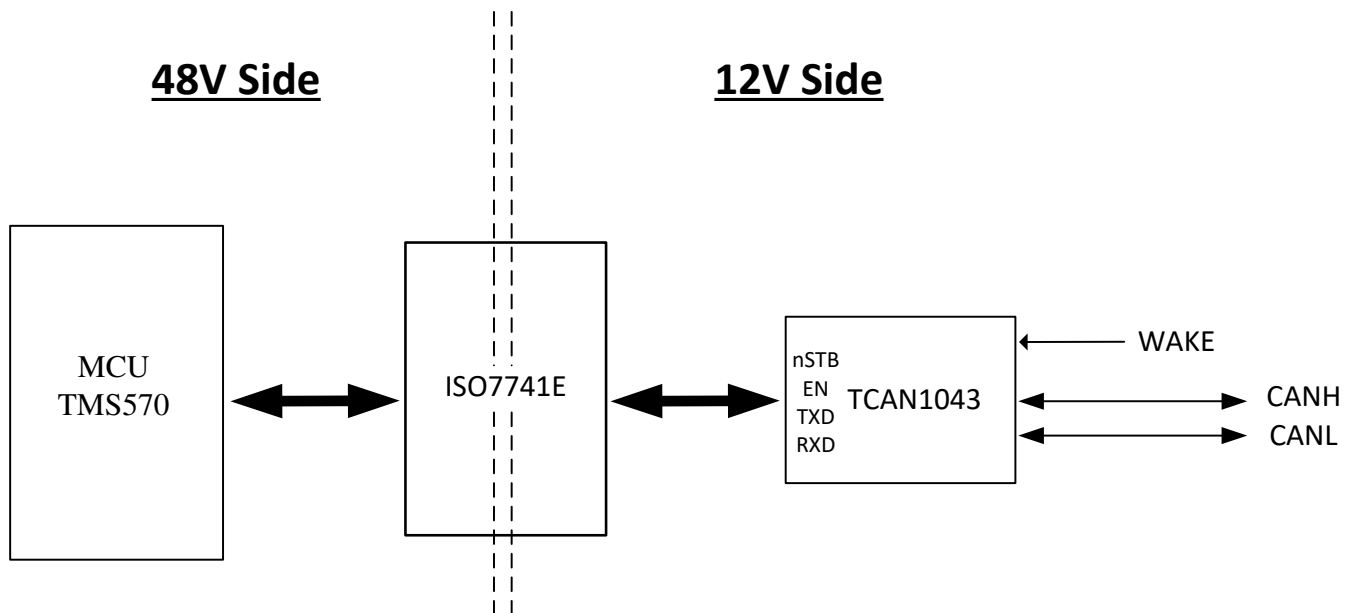 48V Side
12V Side
MCU
TMS570
ISO7741E
nSTB
EN
TXD
RXD
TCAN1043
WAKE
CANH
CANL